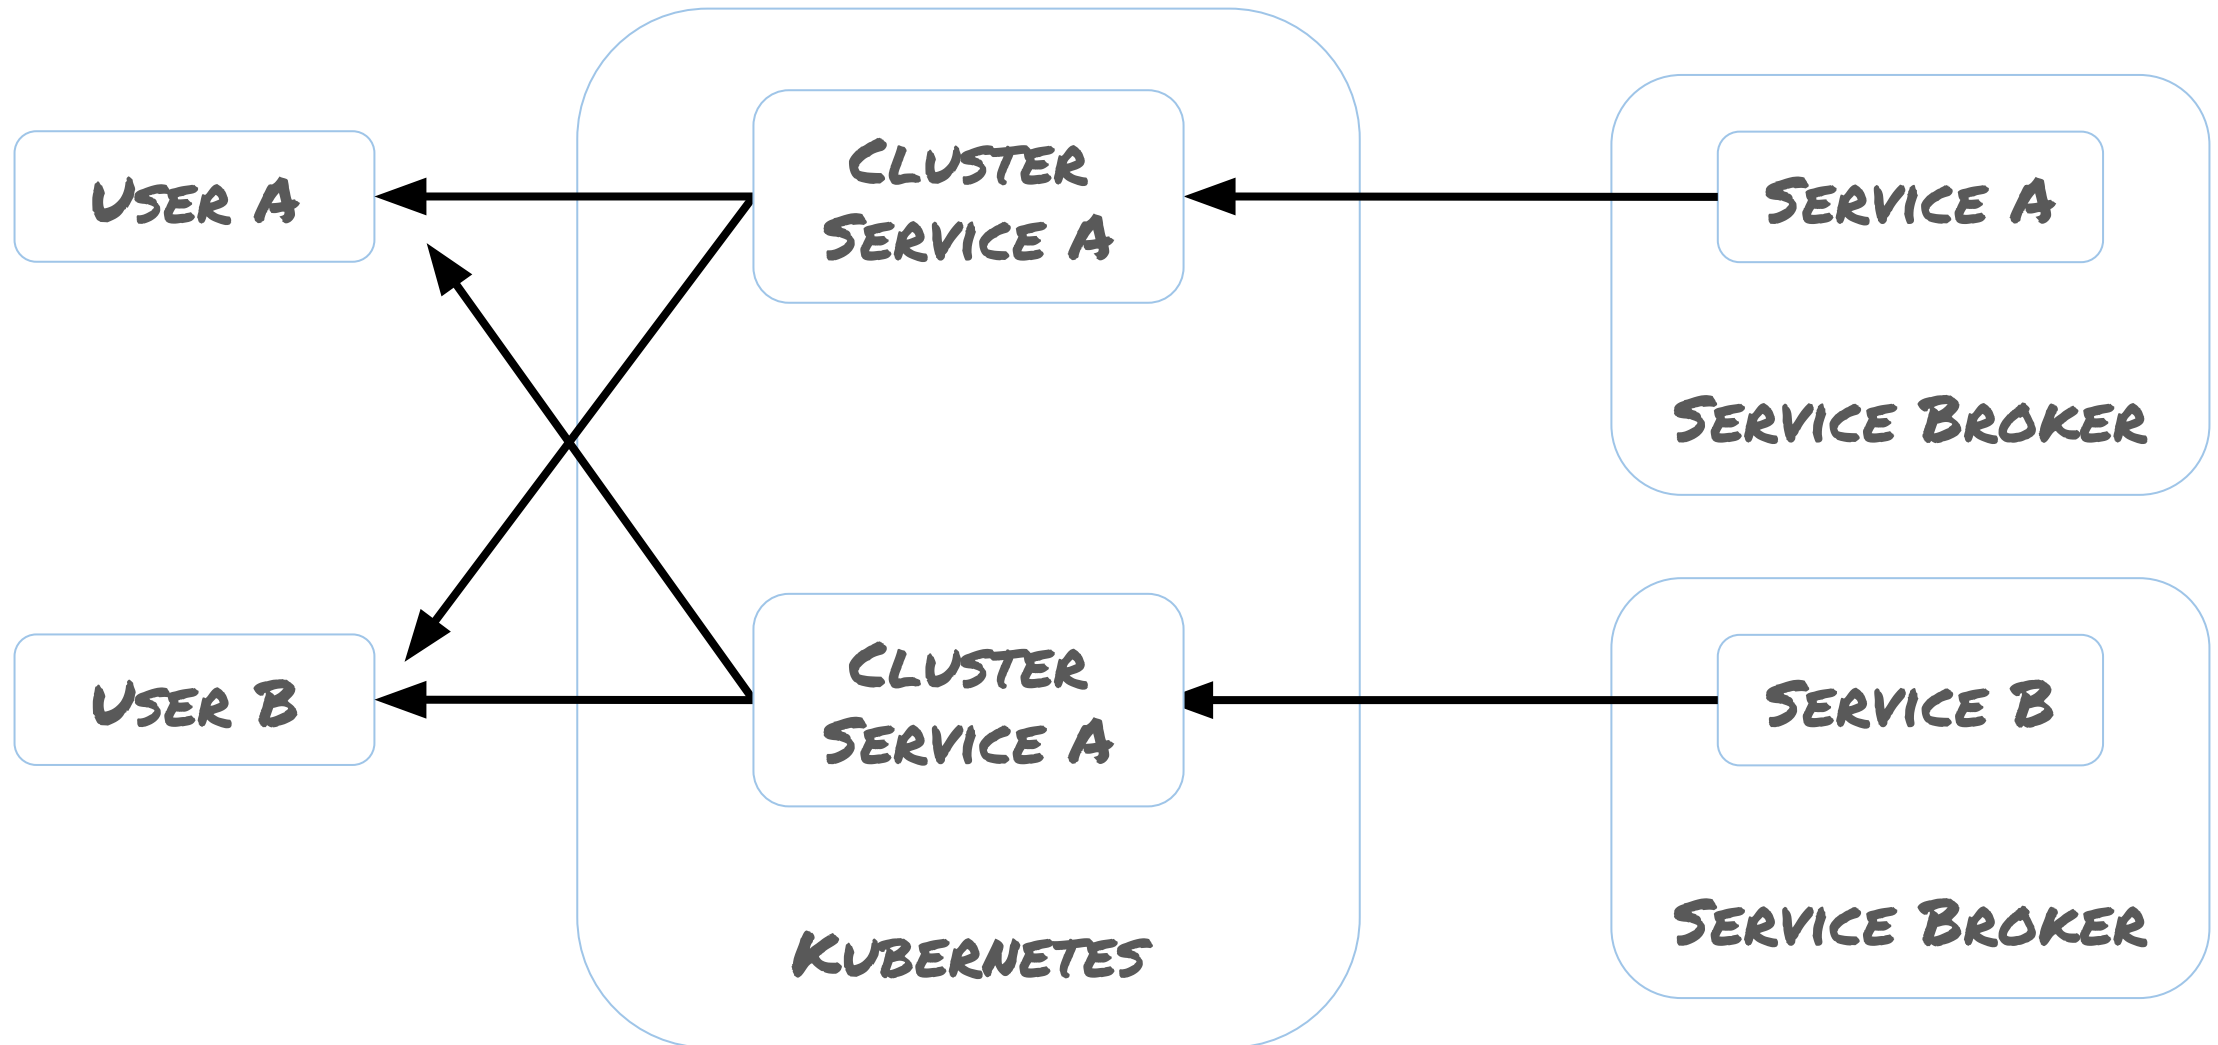 User A
Cluster
Service A
Service A
Service Broker
User B
Cluster
Service A
Service B
Service Broker
Kubernetes